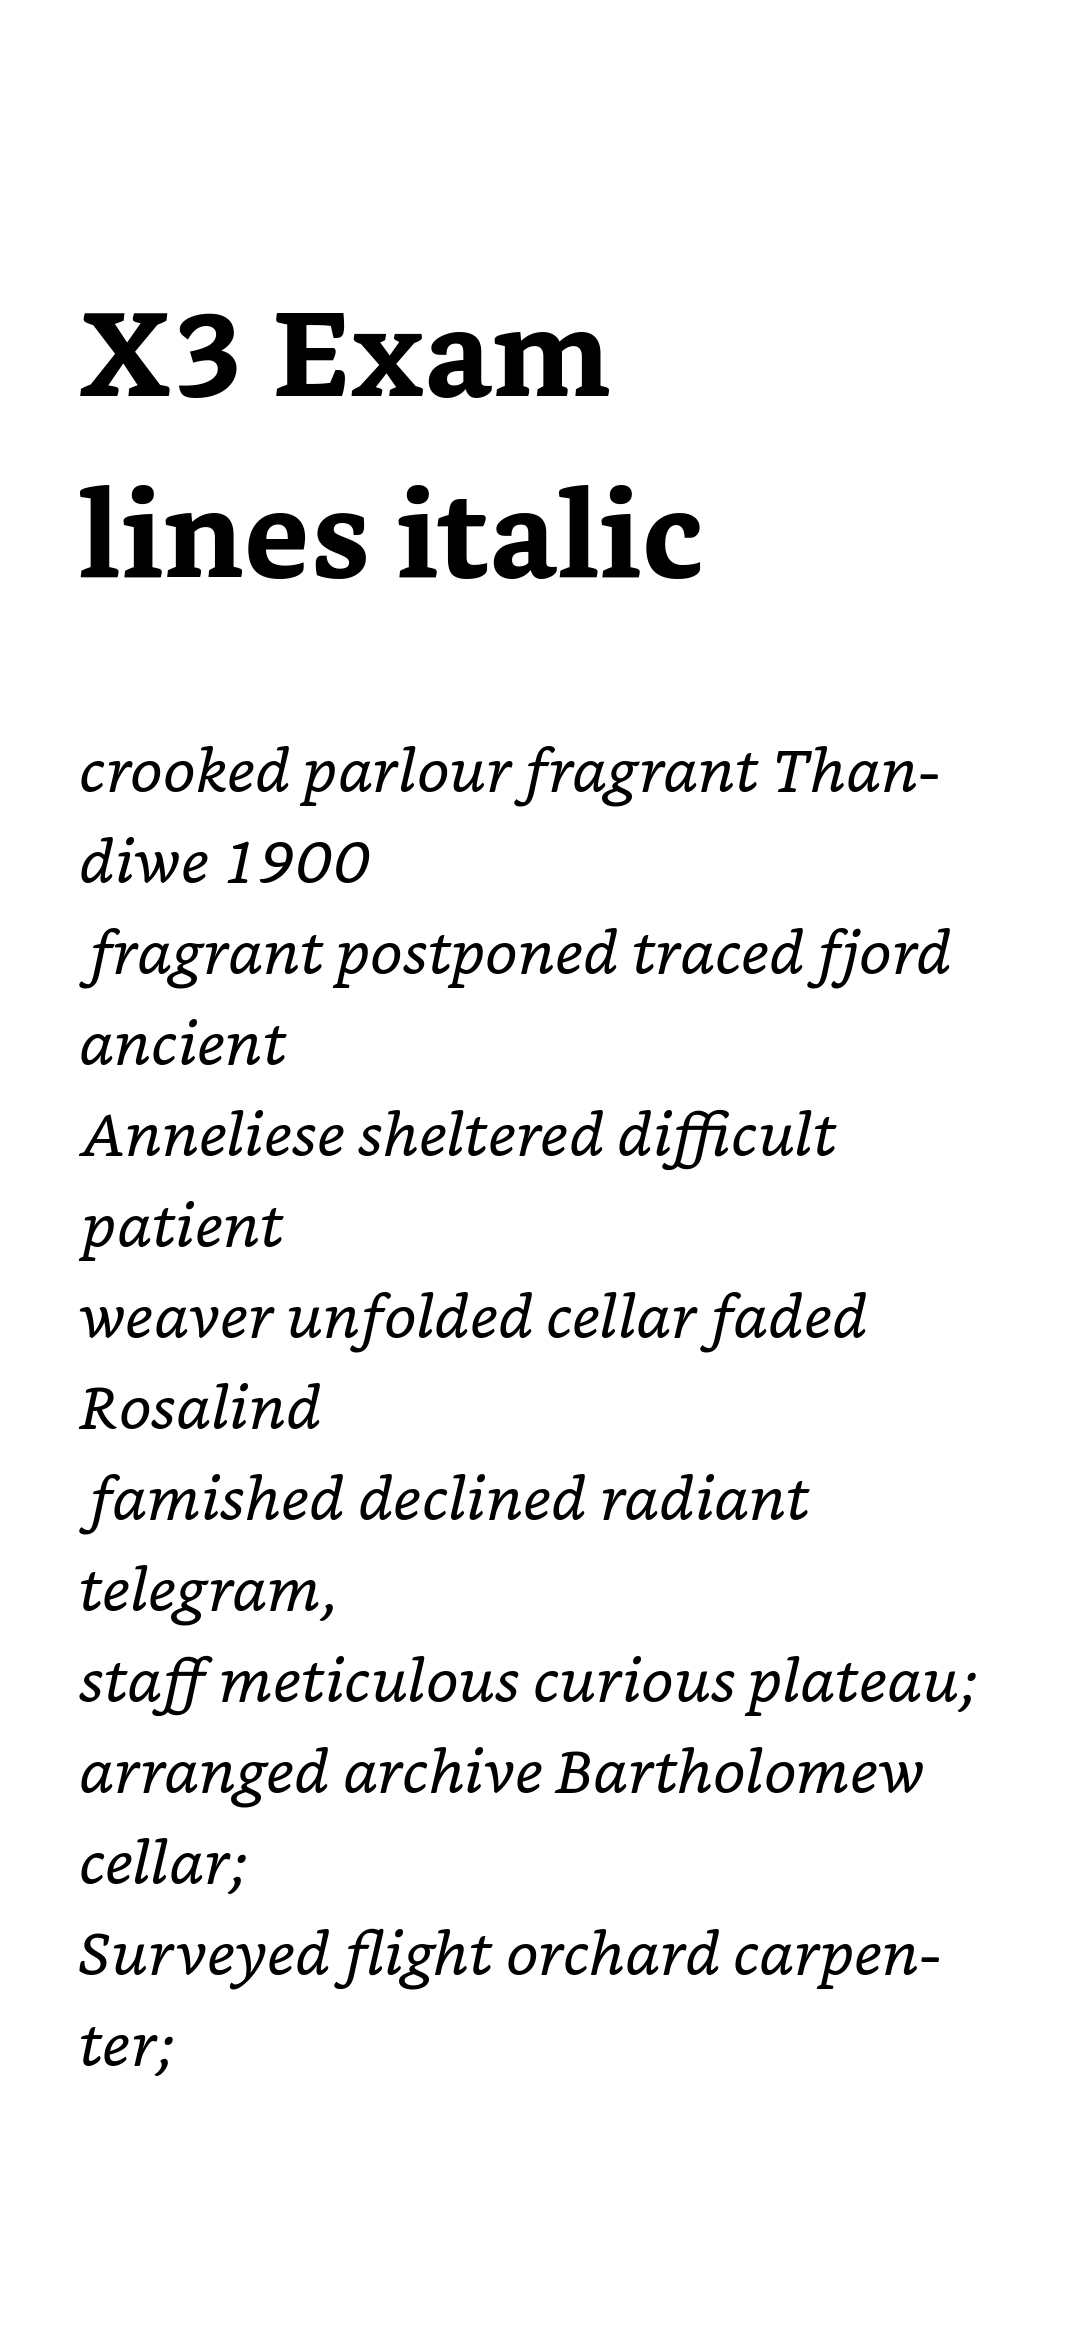 X3 Exam
lines italic
crooked parlour fragrant Than-
diwe 1900
fragrant postponed traced fjord
ancient
Anneliese sheltered difficult
patient
weaver unfolded cellar faded
Rosalind
famished declined radiant
telegram,
staff meticulous curious plateau;
arranged archive Bartholomew
cellar;
Surveyed flight orchard carpen-
ter;